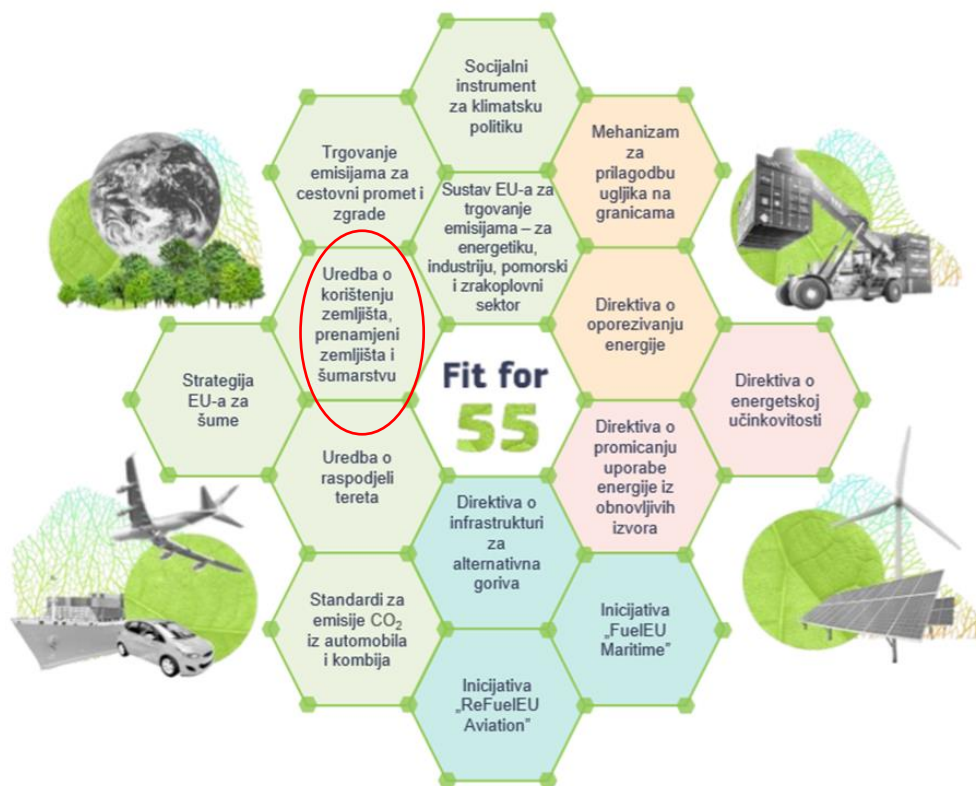 Socijalni
instrument
za klimatsku
politiku
Trgovanje
emisijama za
cestovni promet i
zgrade
Mehanizam
za
prilagodbu
ugljika na
granicama
Sustav EU-a za
trgovanje
emisijama – za
energetiku,
industriju, pomorski
i zrakoplovni
sektor
Uredba o
korištenju
zemljišta,
prenamjeni
zemljišta i
šumarstvu
Direktiva o
oporezivanju
energije
Strategija
EU-a za
šume
Fit for
55
Direktiva o
energetskoj
učinkovitosti
Uredba o
raspodjeli
tereta
Direktiva o
promicanju
uporabe
energije iz
obnovljivih
izvora
Direktiva o
infrastrukturi
za
alternativna
goriva
Standardi za
emisije CO₂
iz automobila
i kombija
Inicijativa
„FuelEU
Maritime”
Inicijativa
„ReFuelEU
Aviation”